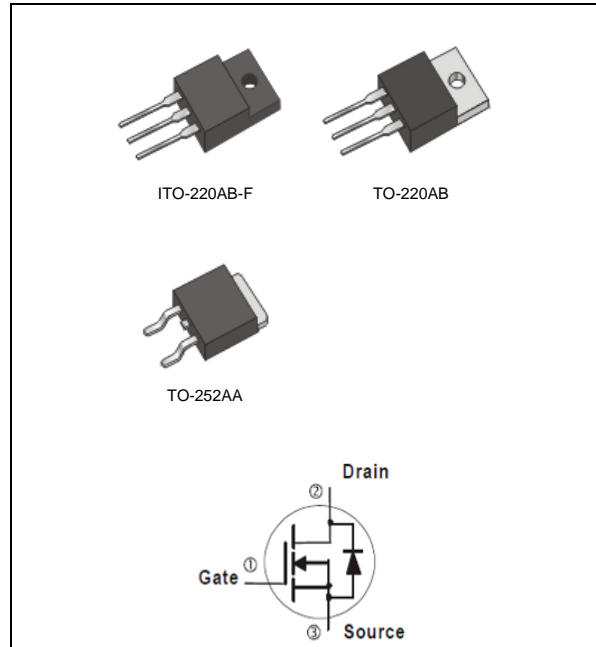 ITO-220AB-F
TO-220AB
TO-252AA
Drain
②
①
Gate
③
Source